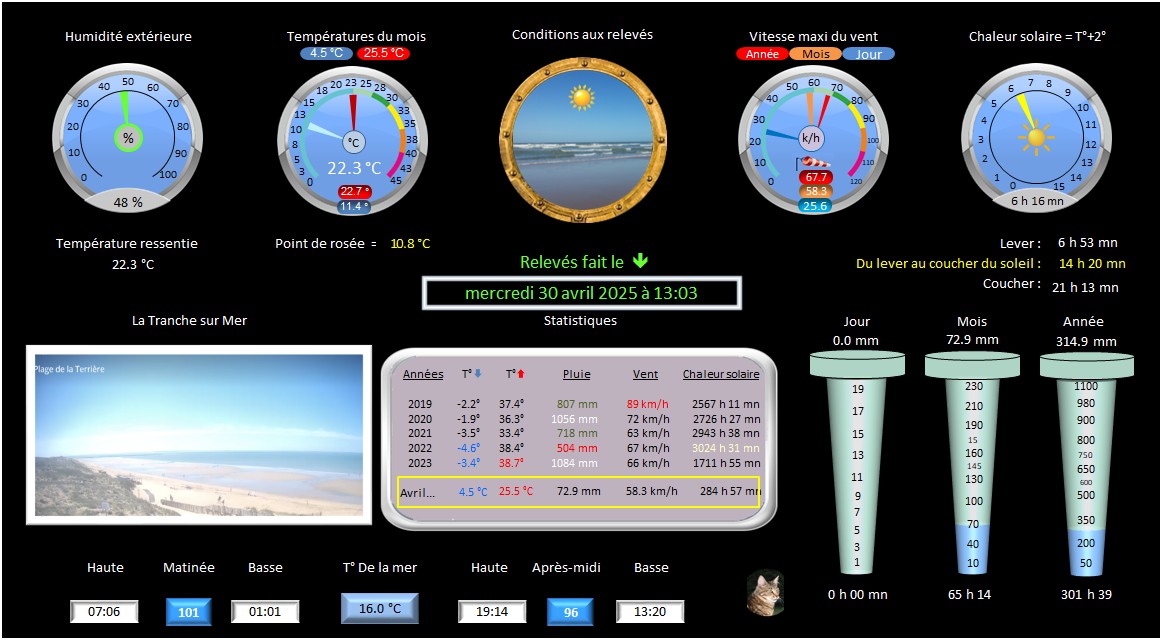 Humidité extérieure
Températures du mois
4.5 °C 25.5 °C
Conditions aux relevés
Vitesse maxi du vent
Année Mois Jour
Chaleur solaire = T°+2°
0 10 20 30 40 50 60 70 80 90 100
%
48 %
0 3 5 8 10 13 15 18 20 23 25 28 30 33 35 38 40 43 45
°C
22.3 °C
22.7 °
11.4 °
0 10 20 30 40 50 60 70 80 90 100 110 120
k/h
67.7
58.3
25.6
0 1 2 3 4 5 6 7 8 9 10 11 12 13 14 15
6 h 16 mn
Température ressentie
22.3 °C
Point de rosée = 10.8 °C
Relevés fait le
mercredi 30 avril 2025 à 13:03
Lever : 6 h 53 mn
Du lever au coucher du soleil : 14 h 20 mn
Coucher : 21 h 13 mn
La Tranche sur Mer
Plage de la Terrière
Statistiques
Années T° T° Pluie Vent Chaleur solaire
2019 -2.2° 37.4° 807 mm 89 km/h 2567 h 11 mn
2020 -1.9° 36.3° 1056 mm 72 km/h 2726 h 27 mn
2021 -3.5° 33.4° 718 mm 63 km/h 2943 h 38 mn
2022 -4.6° 38.4° 504 mm 67 km/h 3024 h 31 mn
2023 -3.4° 38.7° 1084 mm 66 km/h 1711 h 55 mn
Avril... 4.5 °C 25.5 °C 72.9 mm 58.3 km/h 284 h 57 mn
Jour
0.0 mm
19
17
15
13
11
9
7
5
3
1
0 h 00 mn
Mois
72.9 mm
230
210
190
15
160
145
130
100
70
40
10
65 h 14
Année
314.9 mm
1100
980
900
800
750
650
600
500
350
200
50
301 h 39
Haute Matinée Basse
07:06 101 01:01
T° De la mer
16.0 °C
Haute Après-midi Basse
19:14 96 13:20